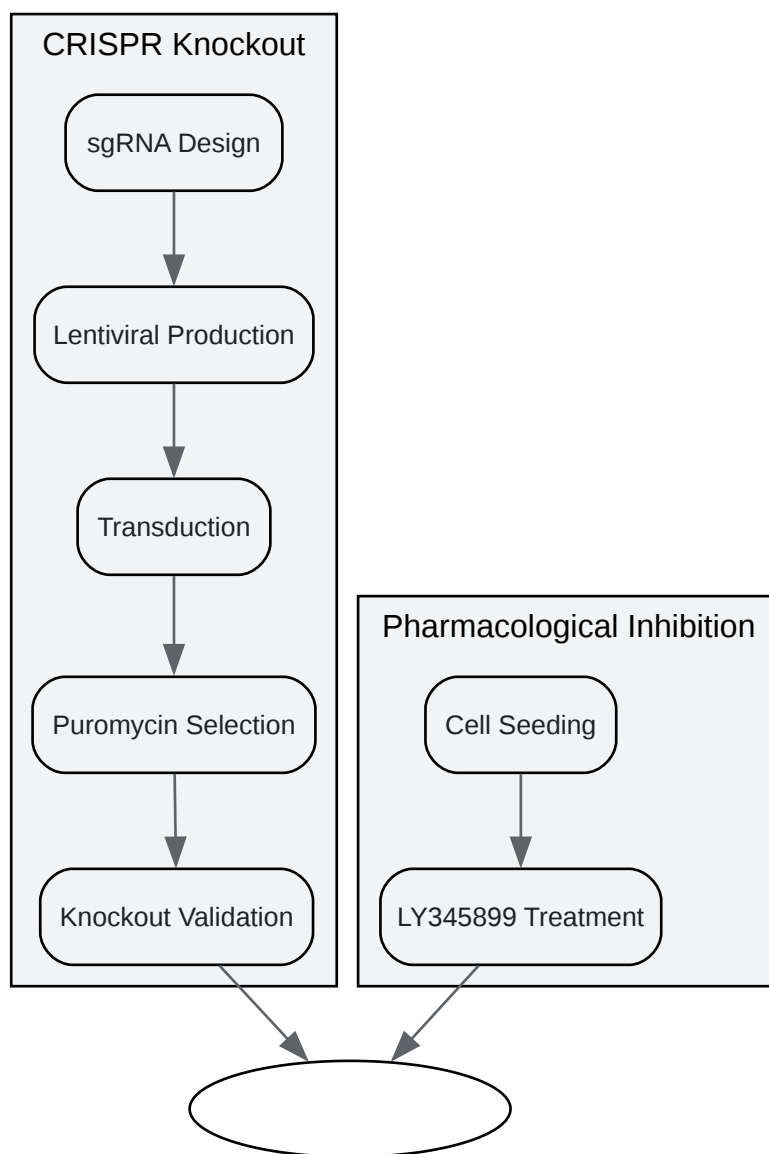 CRISPR Knockout
sgRNA Design
Lentiviral Production
Transduction
Puromycin Selection
Knockout Validation
Pharmacological Inhibition
Cell Seeding
LY345899 Treatment